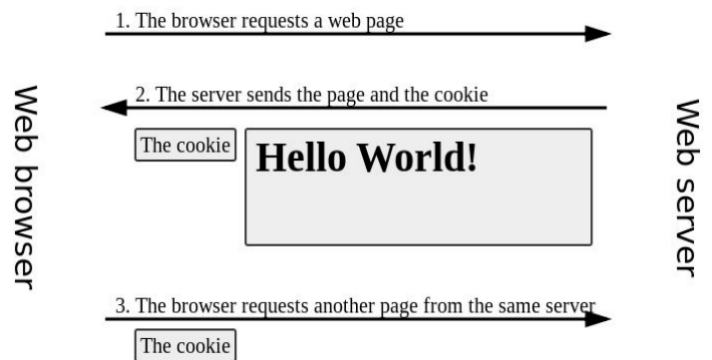 1. The browser requests a web page
2. The server sends the page and the cookie
The cookie
Hello World!
Web browser
Web server
3. The browser requests another page from the same server
The cookie